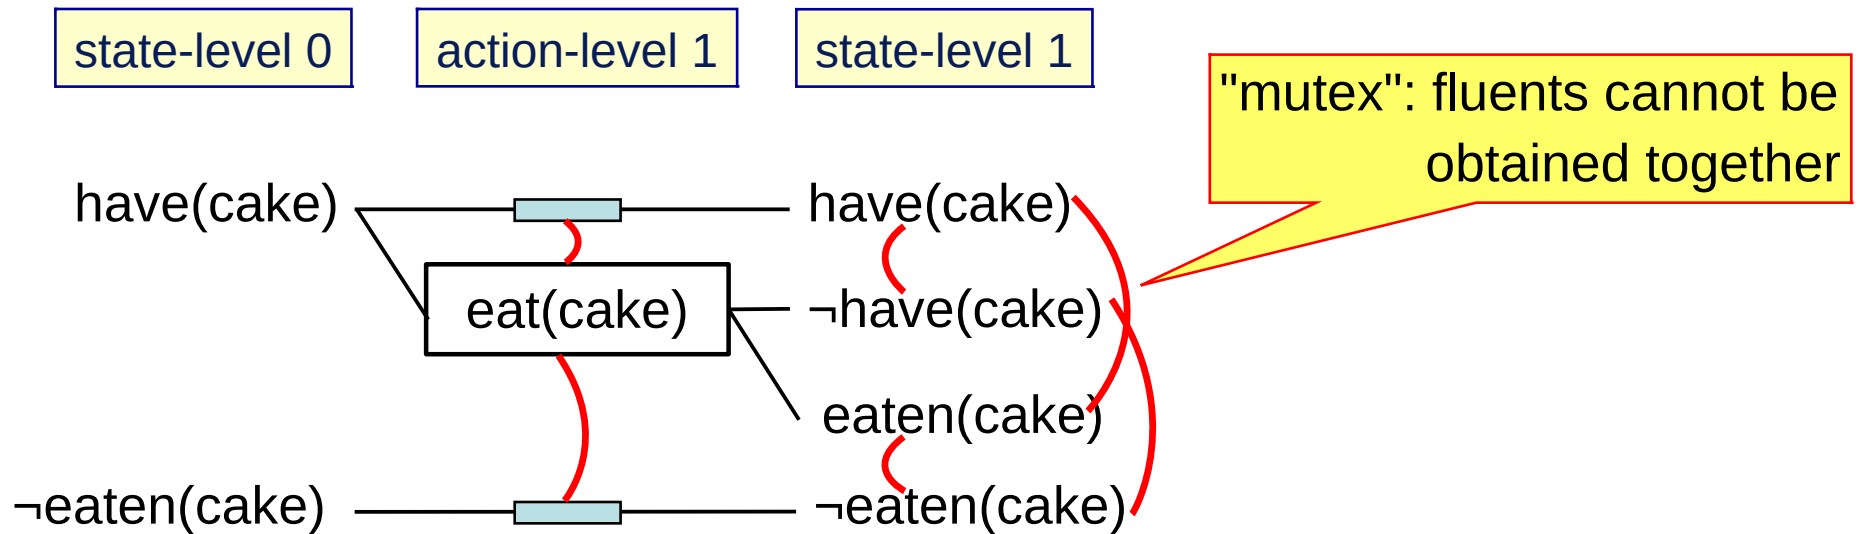 state-level 0
action-level 1
state-level 1
"mutex": fluents cannot be
obtained together
have(cake)
have(cake)
eat(cake)
¬have(cake)
eaten(cake)
¬eaten(cake)
¬eaten(cake)